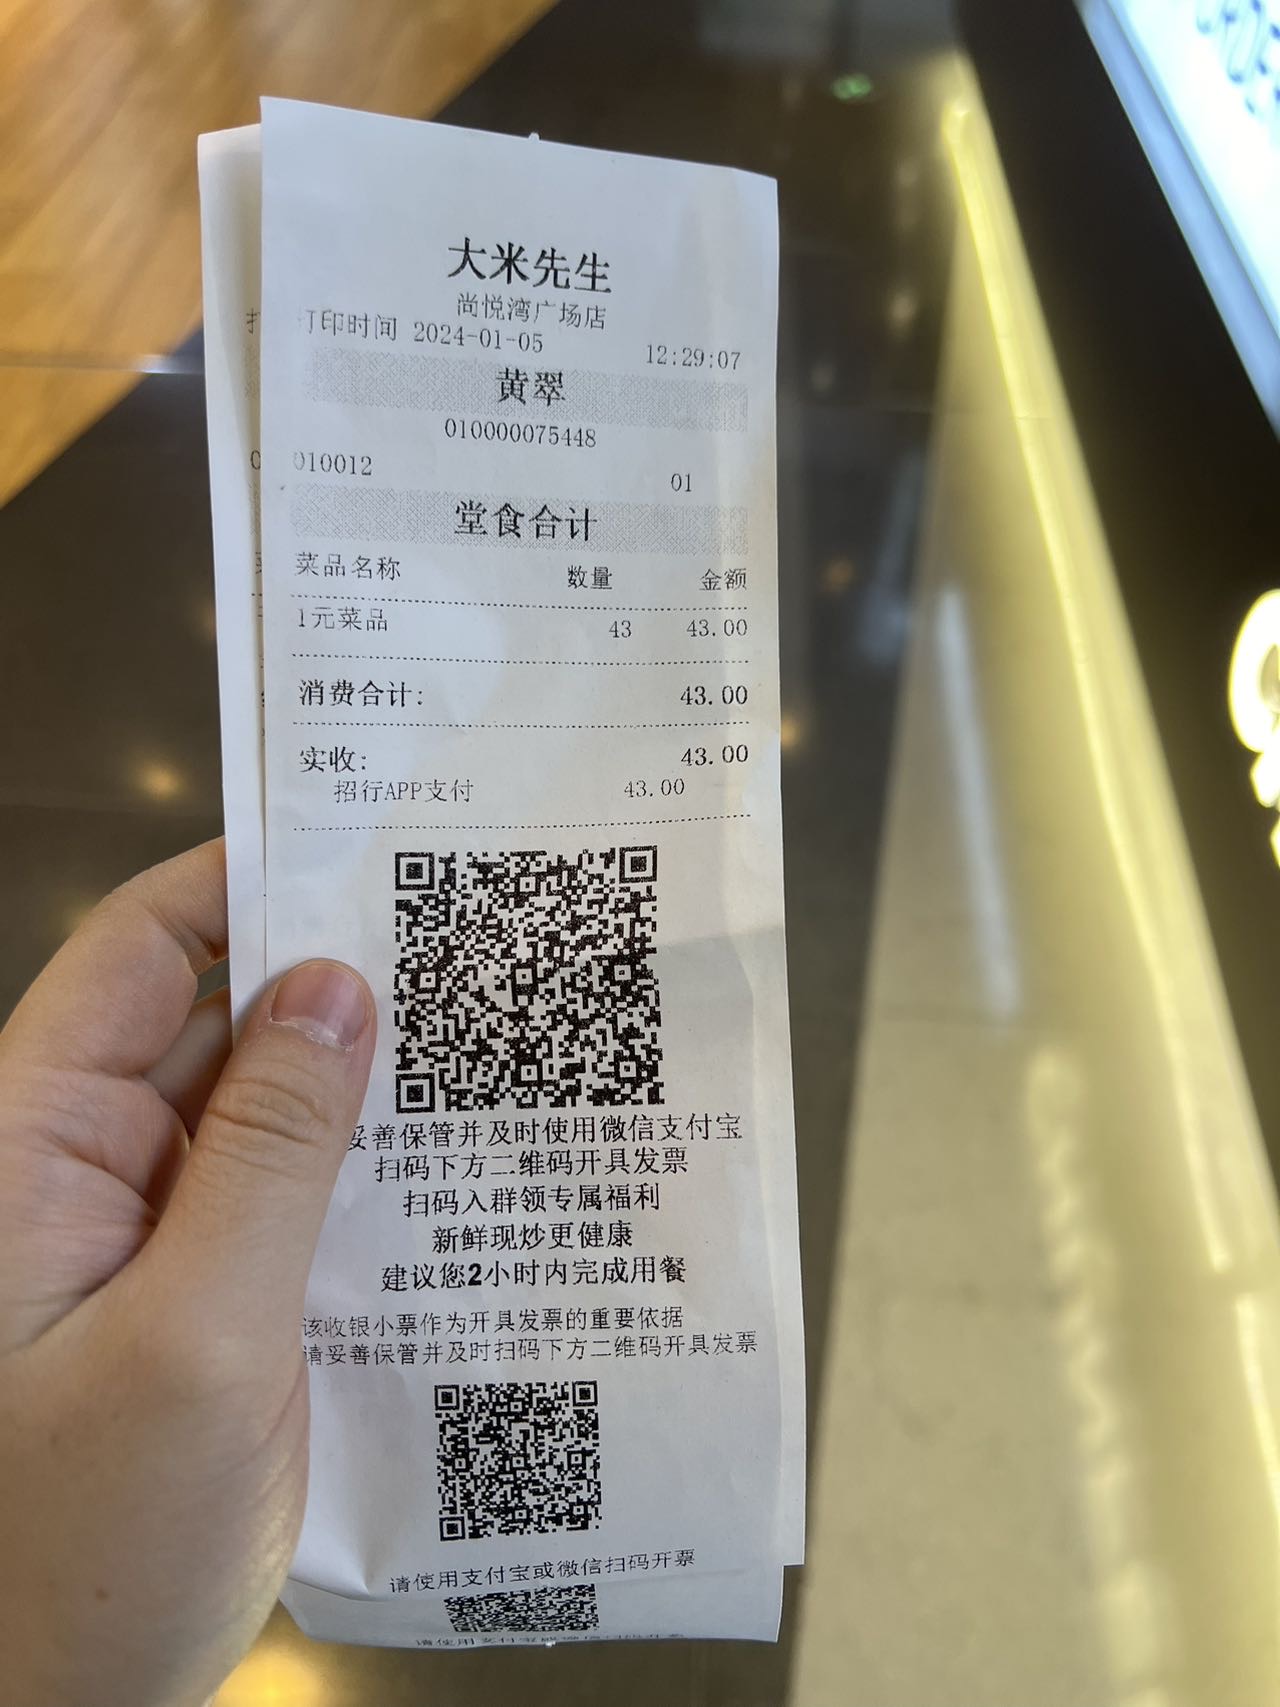 大米先生
尚悦湾广场店
打印时间 2024-01-05 12:29:07
黄翠
010000075448
010012 01
堂食合计
菜品名称 数量 金额
1元菜品 43 43.00
消费合计: 43.00
实收: 43.00
招行APP支付 43.00
妥善保管并及时使用微信支付宝
扫码下方二维码开具发票
扫码入群领专属福利
新鲜现炒更健康
建议您2小时内完成用餐
该收银小票作为开具发票的重要依据
请妥善保管并及时扫码下方二维码开具发票
请使用支付宝或微信扫码开票